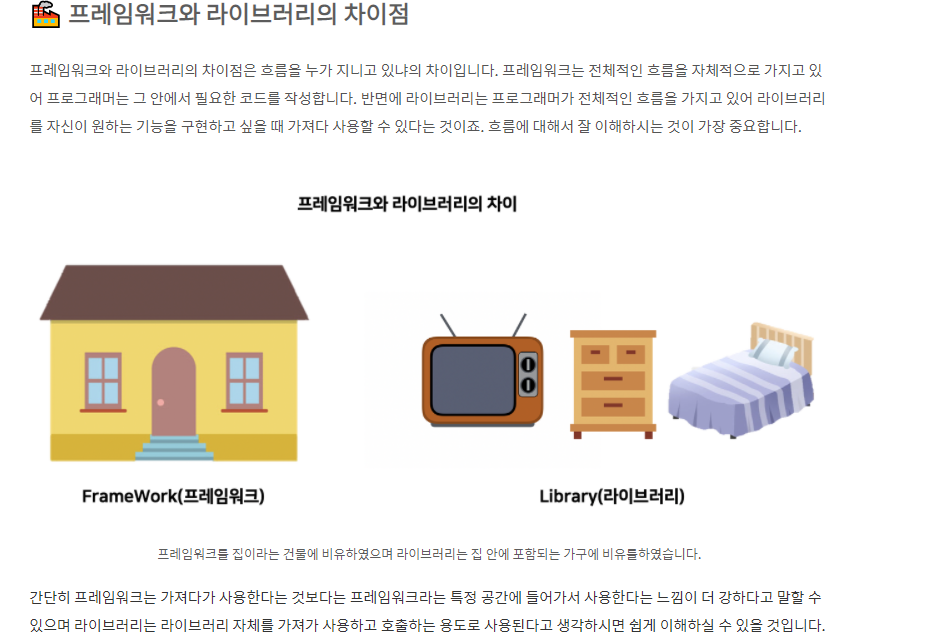 프레임워크와 라이브러리의 차이점
프레임워크와 라이브러리의 차이점은 흐름을 누가 지니고 있냐의 차이입니다. 프레임워크는 전체적인 흐름을 자체적으로 가지고 있
어 프로그래머는 그 안에서 필요한 코드를 작성합니다. 반면에 라이브러리는 프로그래머가 전체적인 흐름을 가지고 있어 라이브러리
를 자신이 원하는 기능을 구현하고 싶을 때 가져다 사용할 수 있다는 것이죠. 흐름에 대해서 잘 이해하시는 것이 가장 중요합니다.
프레임워크와 라이브러리의 차이
FrameWork(프레임워크)
Library(라이브러리)
프레임워크를 집이라는 건물에 비유하였으며 라이브러리는 집 안에 포함되는 가구에 비유를하였습니다.
간단히 프레임워크는 가져다가 사용한다는 것보다는 프레임워크라는 특정 공간에 들어가서 사용한다는 느낌이 더 강하다고 말할 수
있으며 라이브러리는 라이브러리 자체를 가져가 사용하고 호출하는 용도로 사용된다고 생각하시면 쉽게 이해하실 수 있을 것입니다.